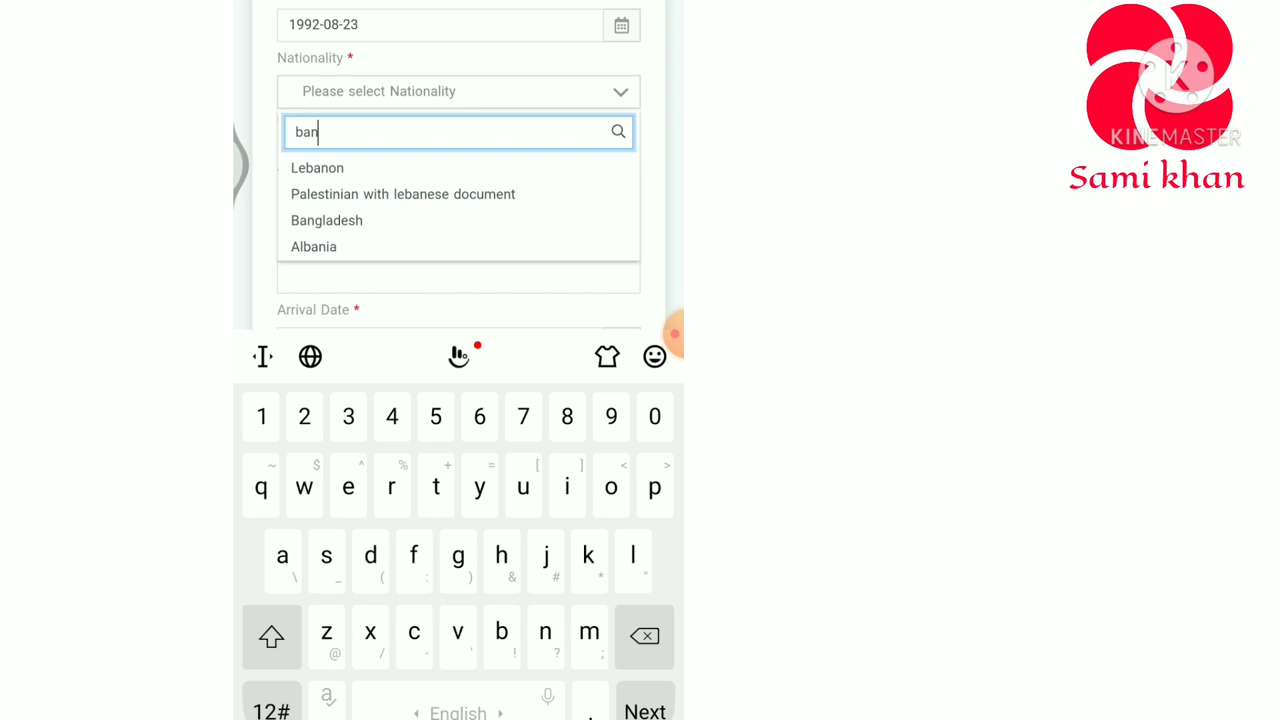 1992-08-23
Nationality *
Please select Nationality
ban
Lebanon
Palestinian with lebanese document
Bangladesh
Albania
Arrival Date *
1 2 3 4 5 6 7 8 9 0
~ $ ^ % + = [ ] < >
q w e r t y u i o p
a s d f g h j k l
\ _ ( : ) & # * °
z x c v b n m
@ / - ' ! ? ;
a
12# English . Next
K
KINEMASTER
Sami khan